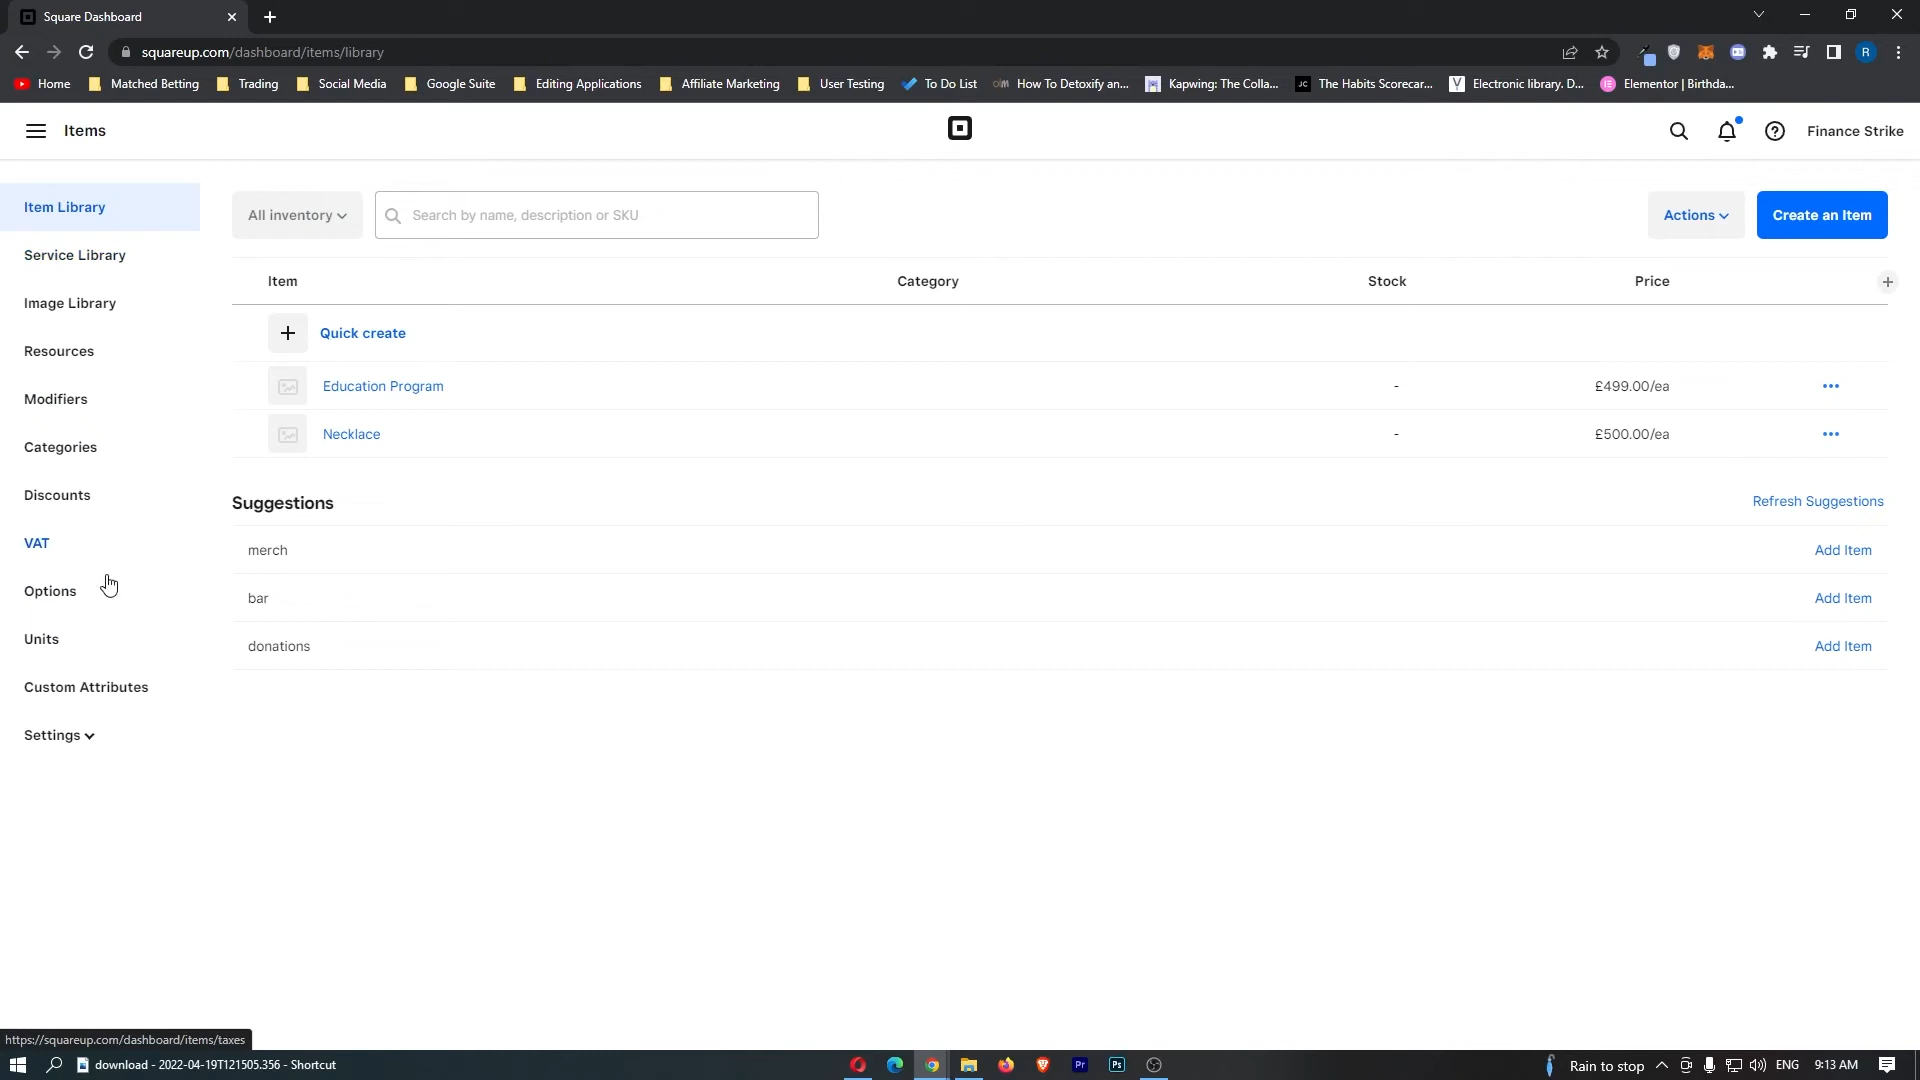 Square Dashboard
squareup.com/dashboard/items/library
Home
Matched Betting
Trading
Social Media
Google Suite
Editing Applications
Affiliate Marketing
User Testing
To Do List
How To Detoxify an...
Kapwing: The Colla...
The Habits Scorecar...
Electronic library. D...
Elementor | Birthda...
Items
Finance Strike
Item Library
Service Library
Image Library
Resources
Modifiers
Categories
Discounts
VAT
Options
Units
Custom Attributes
Settings
All inventory
Search by name, description or SKU
Actions
Create an Item
Item Category Stock Price
Quick create
Education Program - £499.00/ea
Necklace - £500.00/ea
Suggestions
Refresh Suggestions
merch Add Item
bar Add Item
donations Add Item
https://squareup.com/dashboard/items/taxes
download - 2022-04-19T121505.356 - Shortcut
Pr
Ps
Rain to stop
ENG
9:13 AM